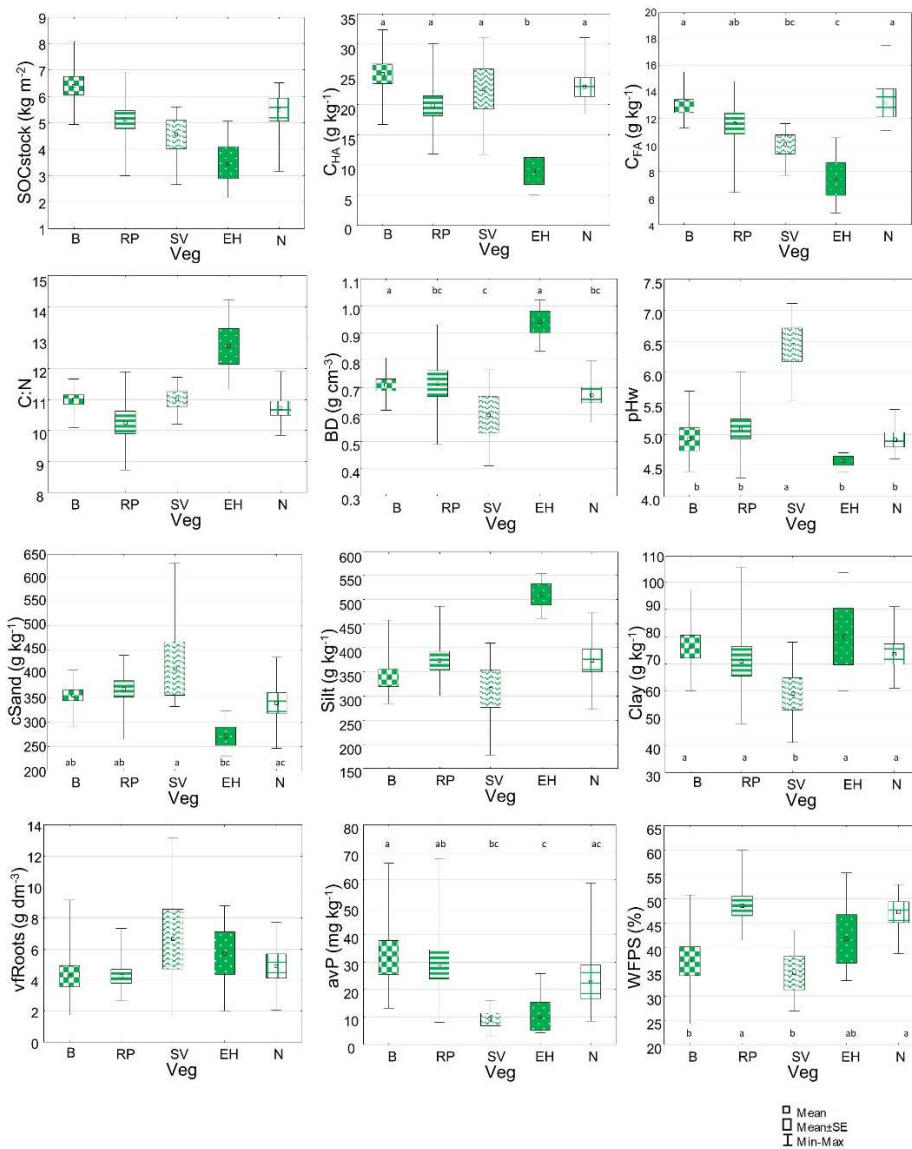 SOCstock (kg m-2)
9
8
7
6
5
4
3
2
1
B RP SV EH N
Veg
CHA (g kg-1)
35
30
25
20
15
10
5
0
a a a b a
B RP SV EH N
Veg
CFA (g kg-1)
20
18
16
14
12
10
8
6
4
a ab bc c a
B RP SV EH N
Veg
C:N
15
14
13
12
11
10
9
8
B RP SV EH N
Veg
BD (g cm-3)
1.1
1.0
0.9
0.8
0.7
0.6
0.5
0.4
0.3
a bc c a bc
B RP SV EH N
Veg
pHw
7.5
7.0
6.5
6.0
5.5
5.0
4.5
4.0
b b a b b
B RP SV EH N
Veg
cSand (g kg-1)
650
600
550
500
450
400
350
300
250
200
ab ab a bc ac
B RP SV EH N
Veg
Silt (g kg-1)
600
550
500
450
400
350
300
250
200
150
B RP SV EH N
Veg
Clay (g kg-1)
110
100
90
80
70
60
50
40
30
a a b a a
B RP SV EH N
Veg
vfRoots (g dm-3)
14
12
10
8
6
4
2
0
B RP SV EH N
Veg
avP (mg kg-1)
80
70
60
50
40
30
20
10
0
a ab bc c ac
B RP SV EH N
Veg
WFPS (%)
65
60
55
50
45
40
35
30
25
20
b a b ab a
B RP SV EH N
Veg
Mean
Mean±SE
Min-Max